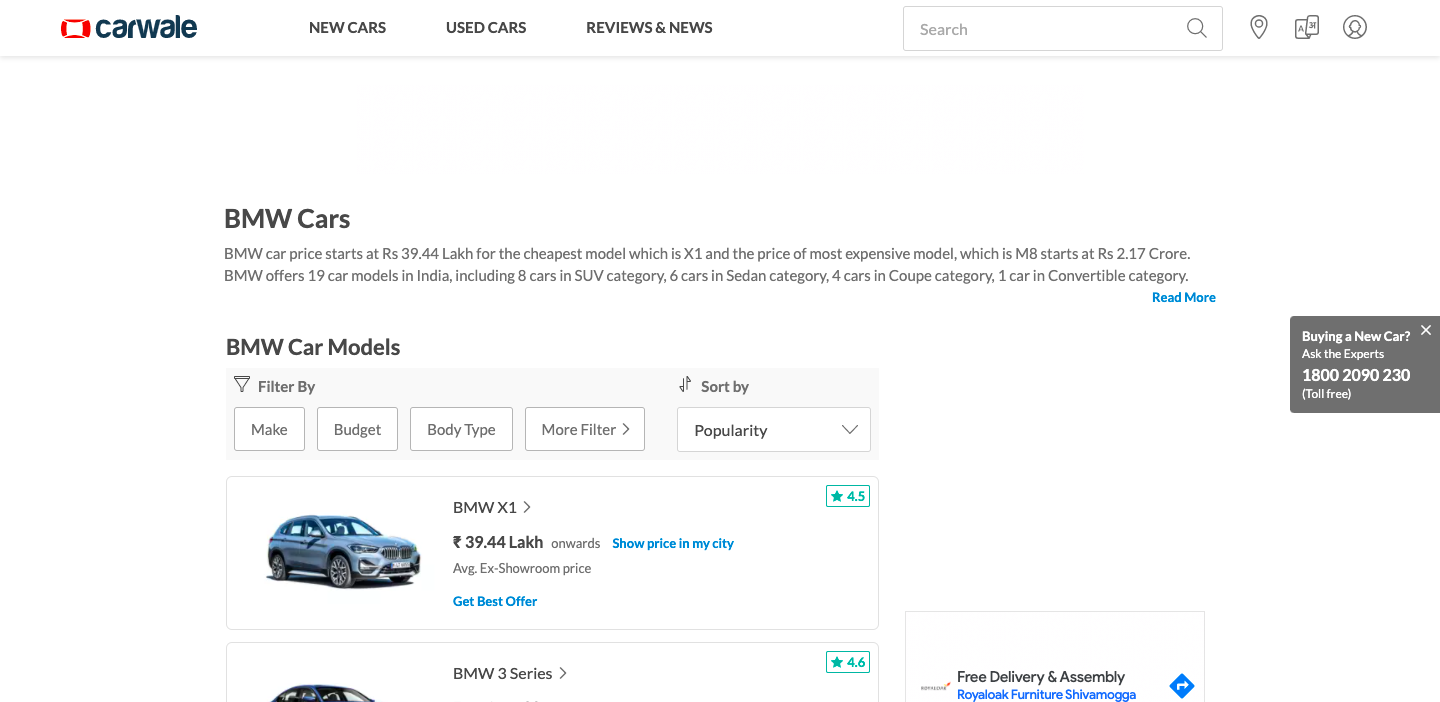 carwale
NEW CARS
USED CARS
REVIEWS & NEWS
Search
BMW Cars
BMW car price starts at Rs 39.44 Lakh for the cheapest model which is X1 and the price of most expensive model, which is M8 starts at Rs 2.17 Crore.
BMW offers 19 car models in India, including 8 cars in SUV category, 6 cars in Sedan category, 4 cars in Coupe category, 1 car in Convertible category.
Read More
Buying a New Car?
Ask the Experts
1800 2090 230
(Toll free)
BMW Car Models
Filter By
Sort by
Make
Budget
Body Type
More Filter
Popularity
BMW X1
4.5
₹ 39.44 Lakh onwards Show price in my city
Avg. Ex-Showroom price
Get Best Offer
BMW 3 Series
4.6
ROYALOAK
Free Delivery & Assembly
Royaloak Furniture Shivamogga